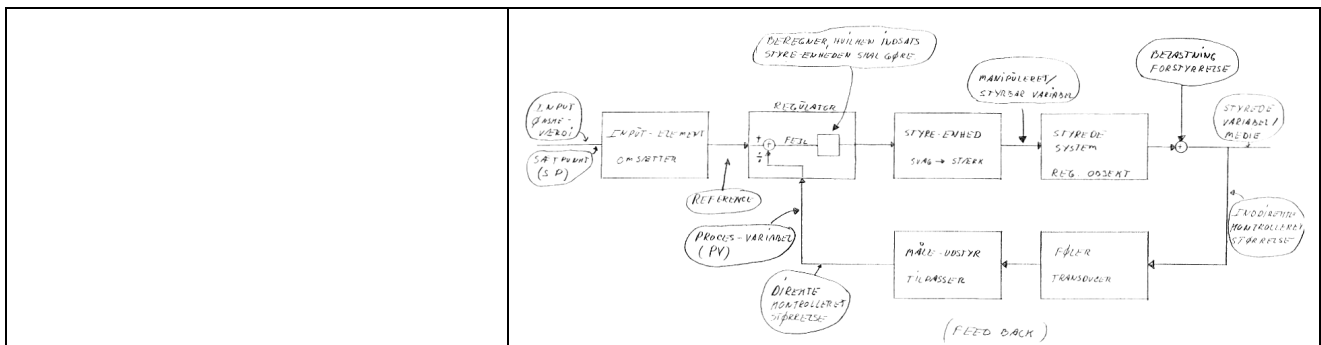 BEREGNER, HVILKEN INDSATS
STYRE-ENHEDEN SKAL GØRE
BELASTNING
FORSTYRRELSE
MANIPULERET/
STYRBAR VARIABEL
INPUT
ØNSKE-
VÆRDI
SÆTPUNKT
(SP)
INPUT-ELEMENT
OMSÆTTER
REFERENCE
REGULATOR
+
÷
FEJL
STYRE-ENHED
SVAG → STÆRK
STYREDE
SYSTEM
REG. OBJEKT
+
STYREDE
VARIABEL/
MEDIE
INDDIREKTE
KONTROLLERET
STØRRELSE
PROCES-VARIABEL
(PV)
DIREKTE
KONTROLLERET
STØRRELSE
MÅLE-UDSTYR
TILPASSER
FØLER
TRANSDUCER
(FEED BACK)